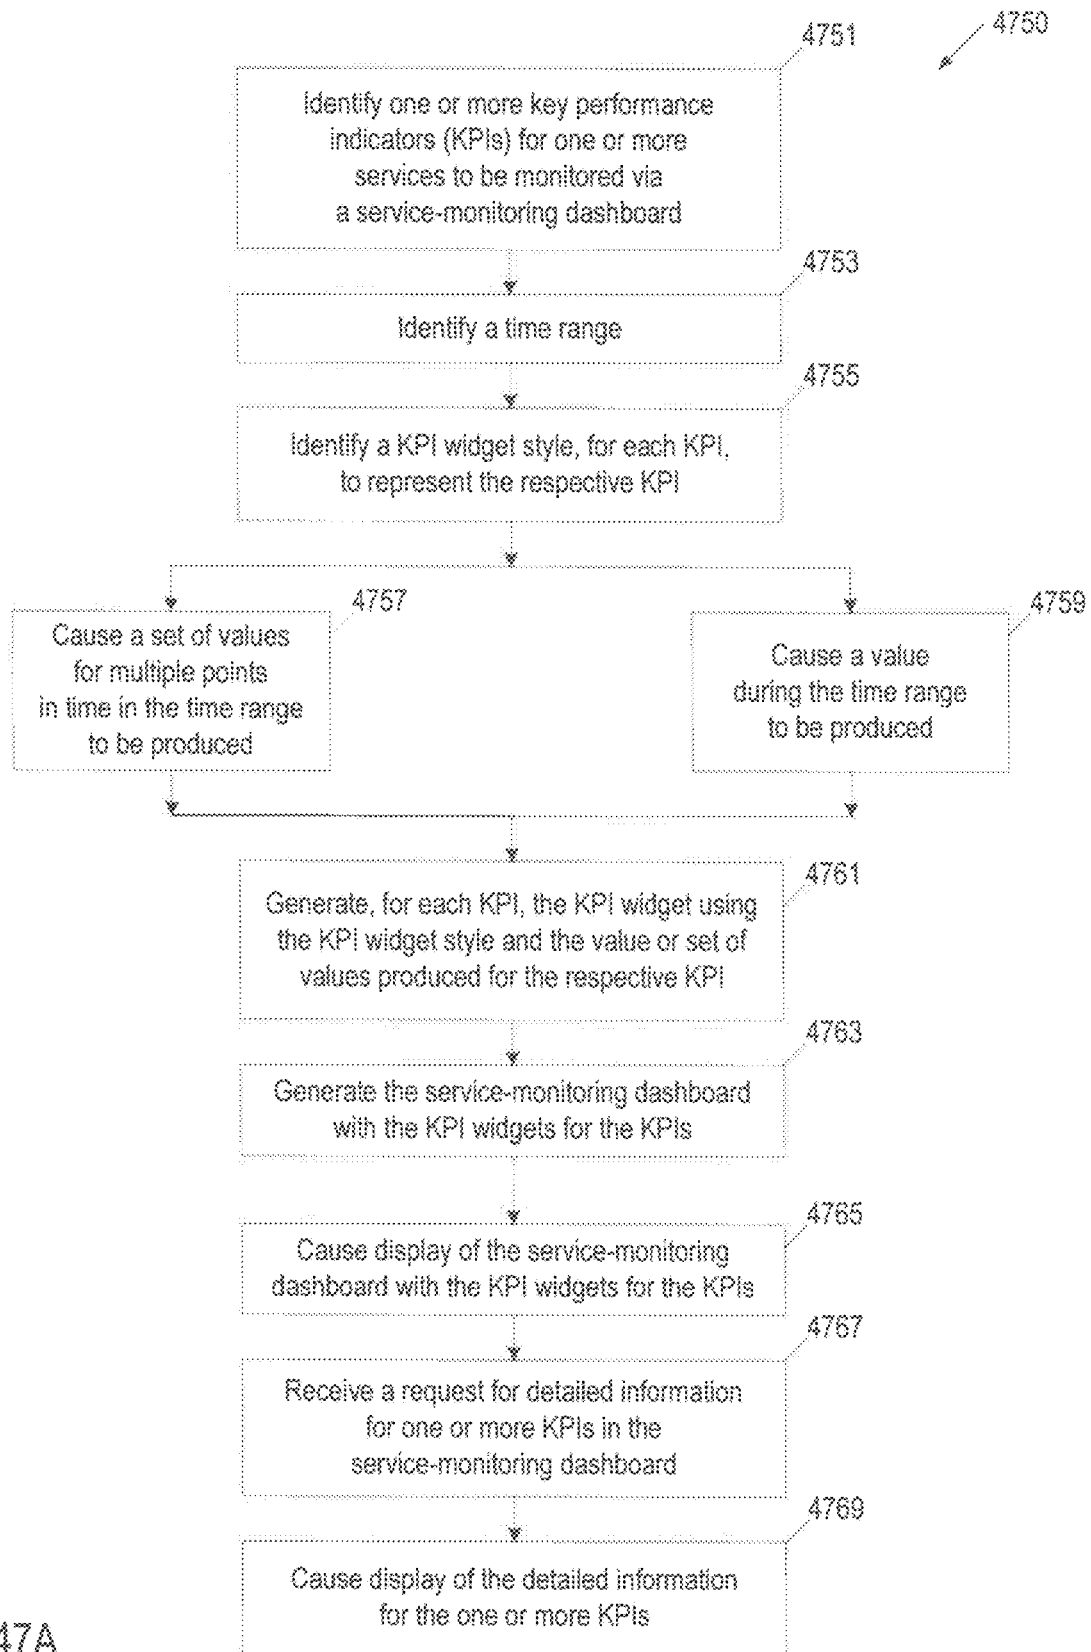 4750
4751
Identify one or more key performance
indicators (KPIs) for one or more
services to be monitored via
a service-monitoring dashboard
4753
Identify a time range
4755
Identify a KPI widget style, for each KPI,
to represent the respective KPI
4757
Cause a set of values
for multiple points
in time in the time range
to be produced
4759
Cause a value
during the time range
to be produced
4761
Generate, for each KPI, the KPI widget using
the KPI widget style and the value or set of
values produced for the respective KPI
4763
Generate the service-monitoring dashboard
with the KPI widgets for the KPIs
4765
Cause display of the service-monitoring
dashboard with the KPI widgets for the KPIs
4767
Receive a request for detailed information
for one or more KPIs in the
service-monitoring dashboard
4769
Cause display of the detailed information
for the one or more KPIs
47A